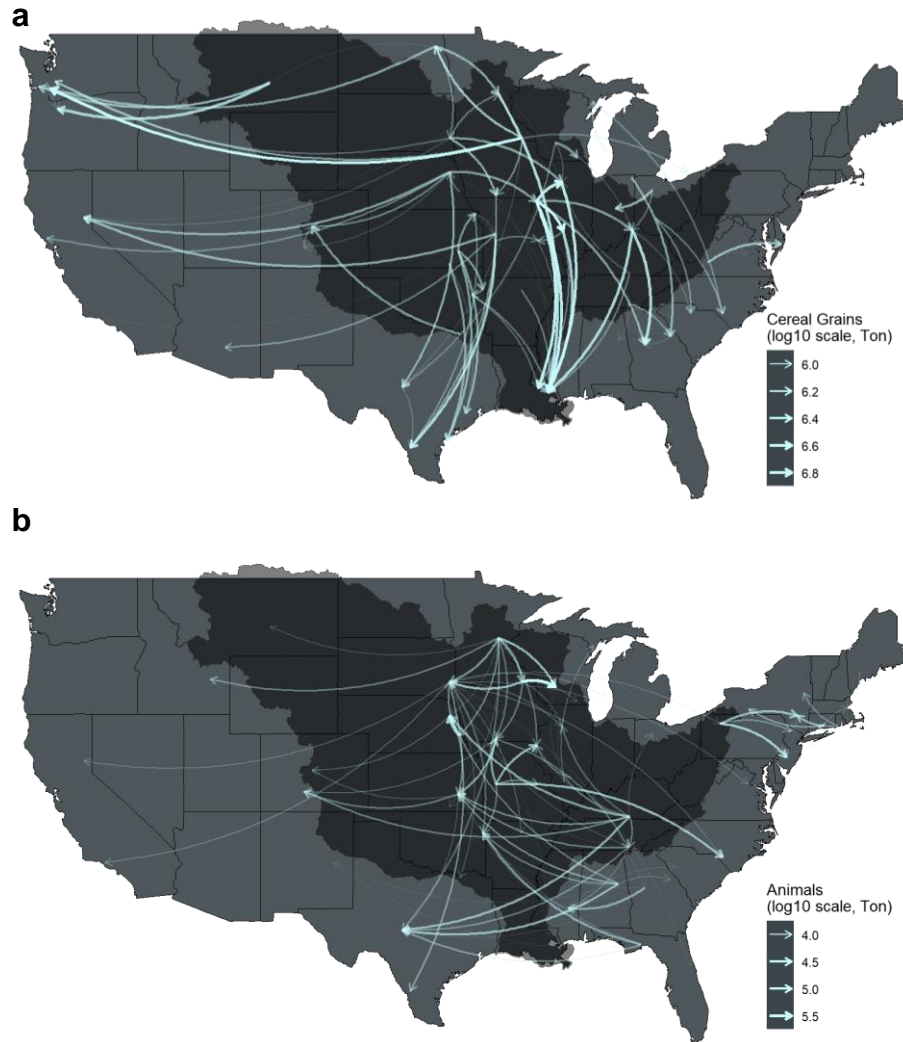 a
Cereal Grains
(log10 scale, Ton)
6.0
6.2
6.4
6.6
6.8
b
Animals
(log10 scale, Ton)
4.0
4.5
5.0
5.5